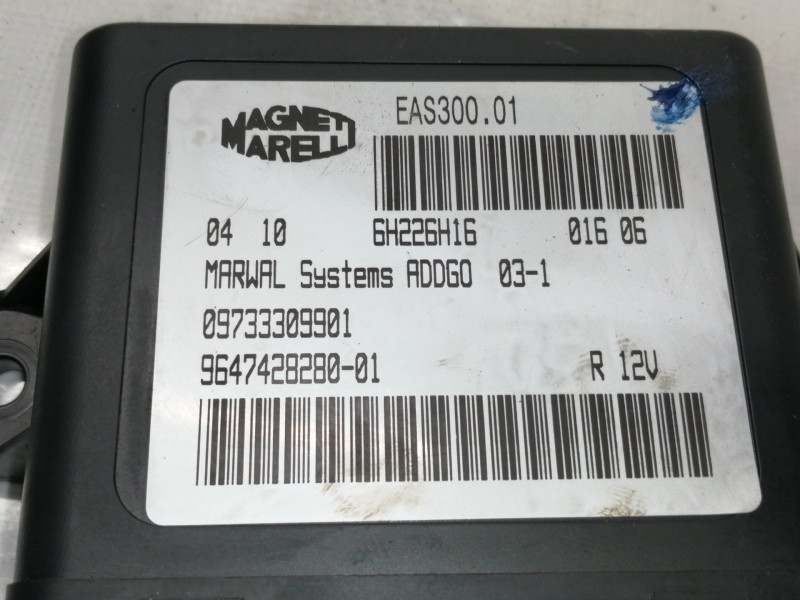 MAGNETI
MARELLI
EAS300.01
04 10 6H226H16 016 06
MARWAL Systems ADDGO 03-1
09733309901
9647428280-01 R 12V